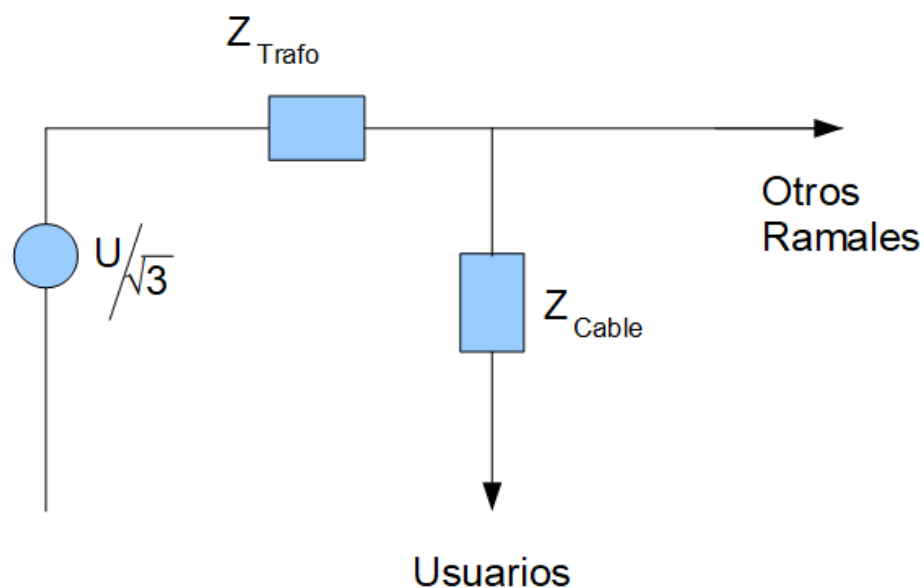 Z Trafo
Otros
Ramales
U/√3
Z Cable
Usuarios